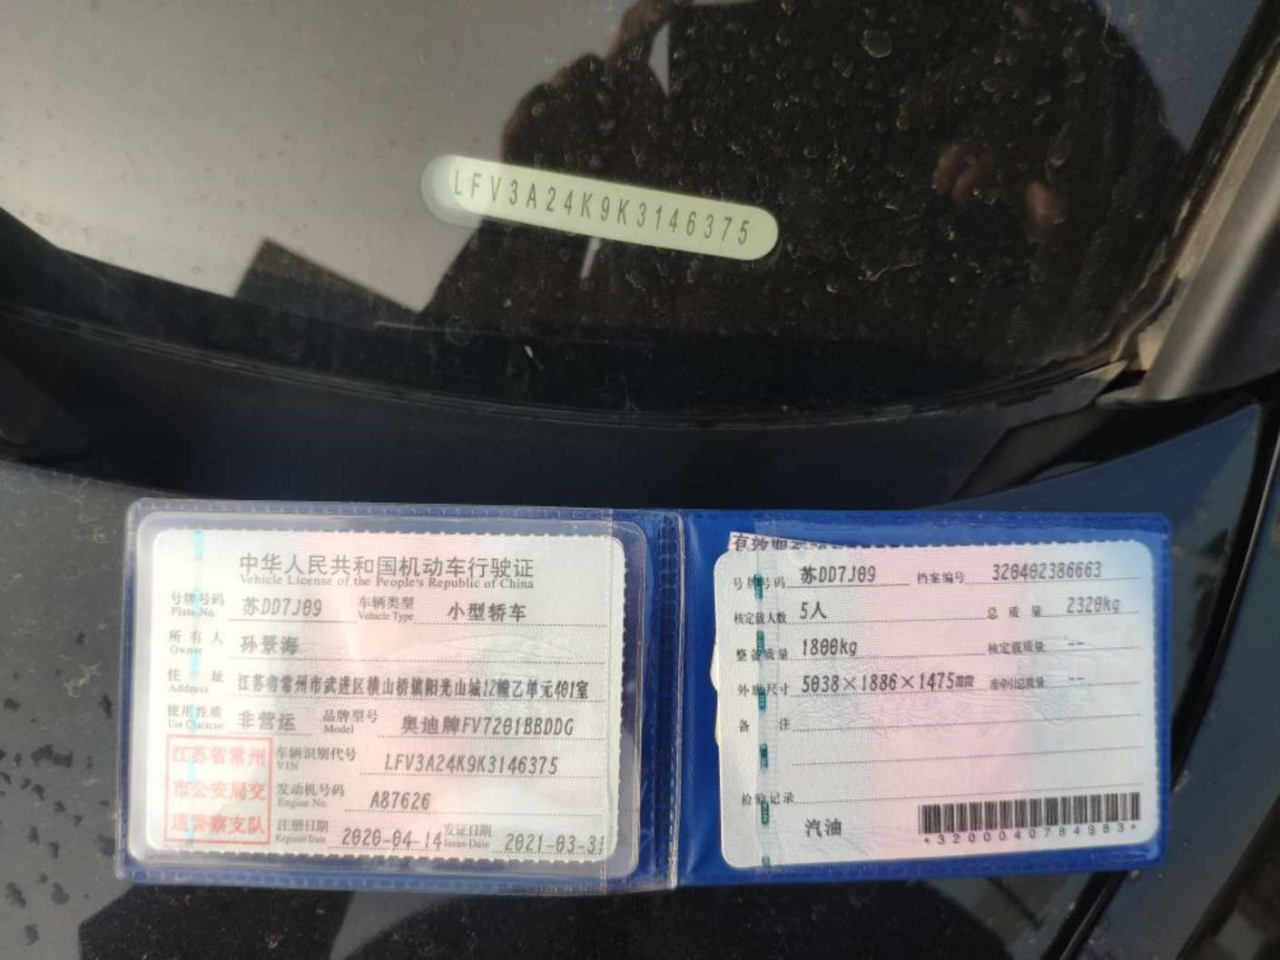 LFV3A24K9K3146375
中华人民共和国机动车行驶证
Vehicle License of the People's Republic of China
号牌号码 苏DD7J09 车辆类型 小型轿车
Plate No. Vehicle Type
所有人 孙景海
Owner
住址 江苏省常州市武进区横山桥镇阳光山城12幢乙单元401室
Address
使用性质 非营运 品牌型号 奥迪牌FV7201BBDDG
Use Character Model
江苏省常州市公安局交通警察支队
车辆识别代号 LFV3A24K9K3146375
VIN
发动机号码 A87626
Engine No.
注册日期 2020-04-14 发证日期 2021-03-31
Register Date Issue Date
有效期至
号牌号码 苏DD7J09 档案编号 320402386663
核定载人数 5人 总质量 2320kg
整备质量 1800kg 核定载质量 --
外廓尺寸 5038×1886×1475mm 准牵引总质量 --
备注
检验记录
汽油
*3200040784983*